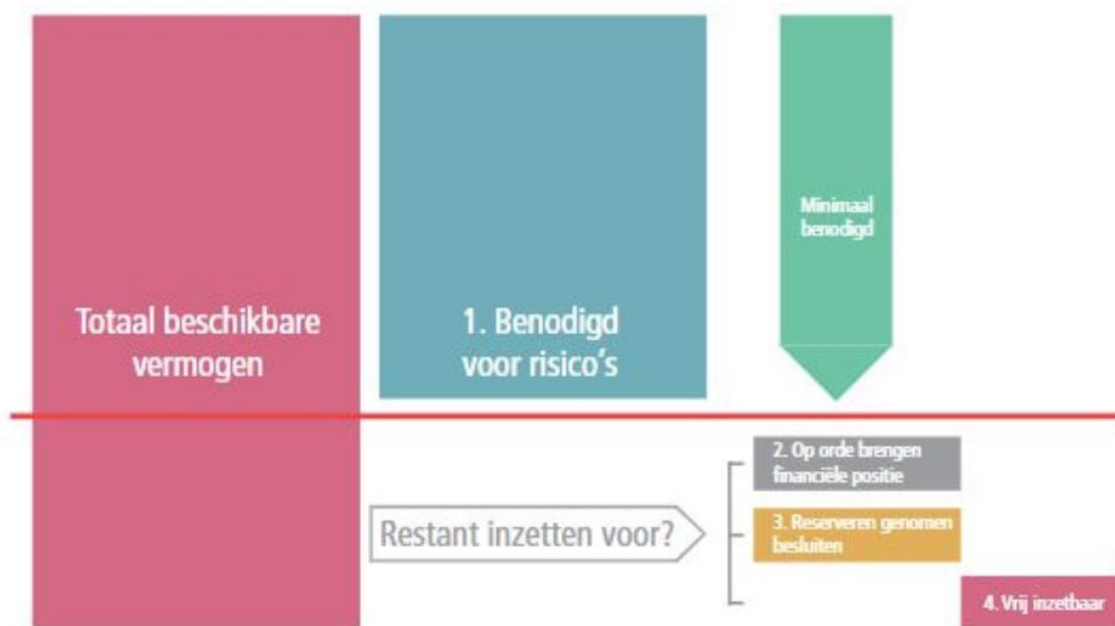 Totaal beschikbare
vermogen
1. Benodigd
voor risico's
Minimaal
benodigd
Restant inzetten voor?
2. Op orde brengen
financiële positie
3. Reserveren genomen
besluiten
4. Vrij inzetbaar